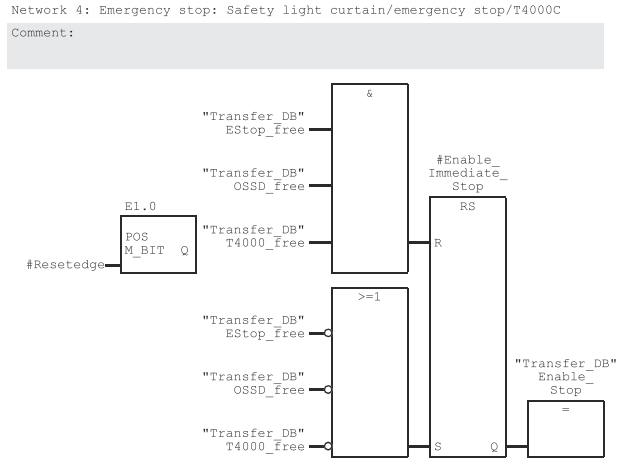 Network 4: Emergency stop: Safety light curtain/emergency stop/T4000C
Comment:
&
"Transfer_DB"
EStop_free
"Transfer_DB"
OSSD_free
"Transfer_DB"
T4000_free
E1.0
POS
M_BIT Q
#Resetedge
#Enable_
Immediate_
Stop
RS
R
>=1
"Transfer_DB"
EStop_free
"Transfer_DB"
OSSD_free
"Transfer_DB"
T4000_free
S Q
"Transfer_DB"
Enable_
Stop
=